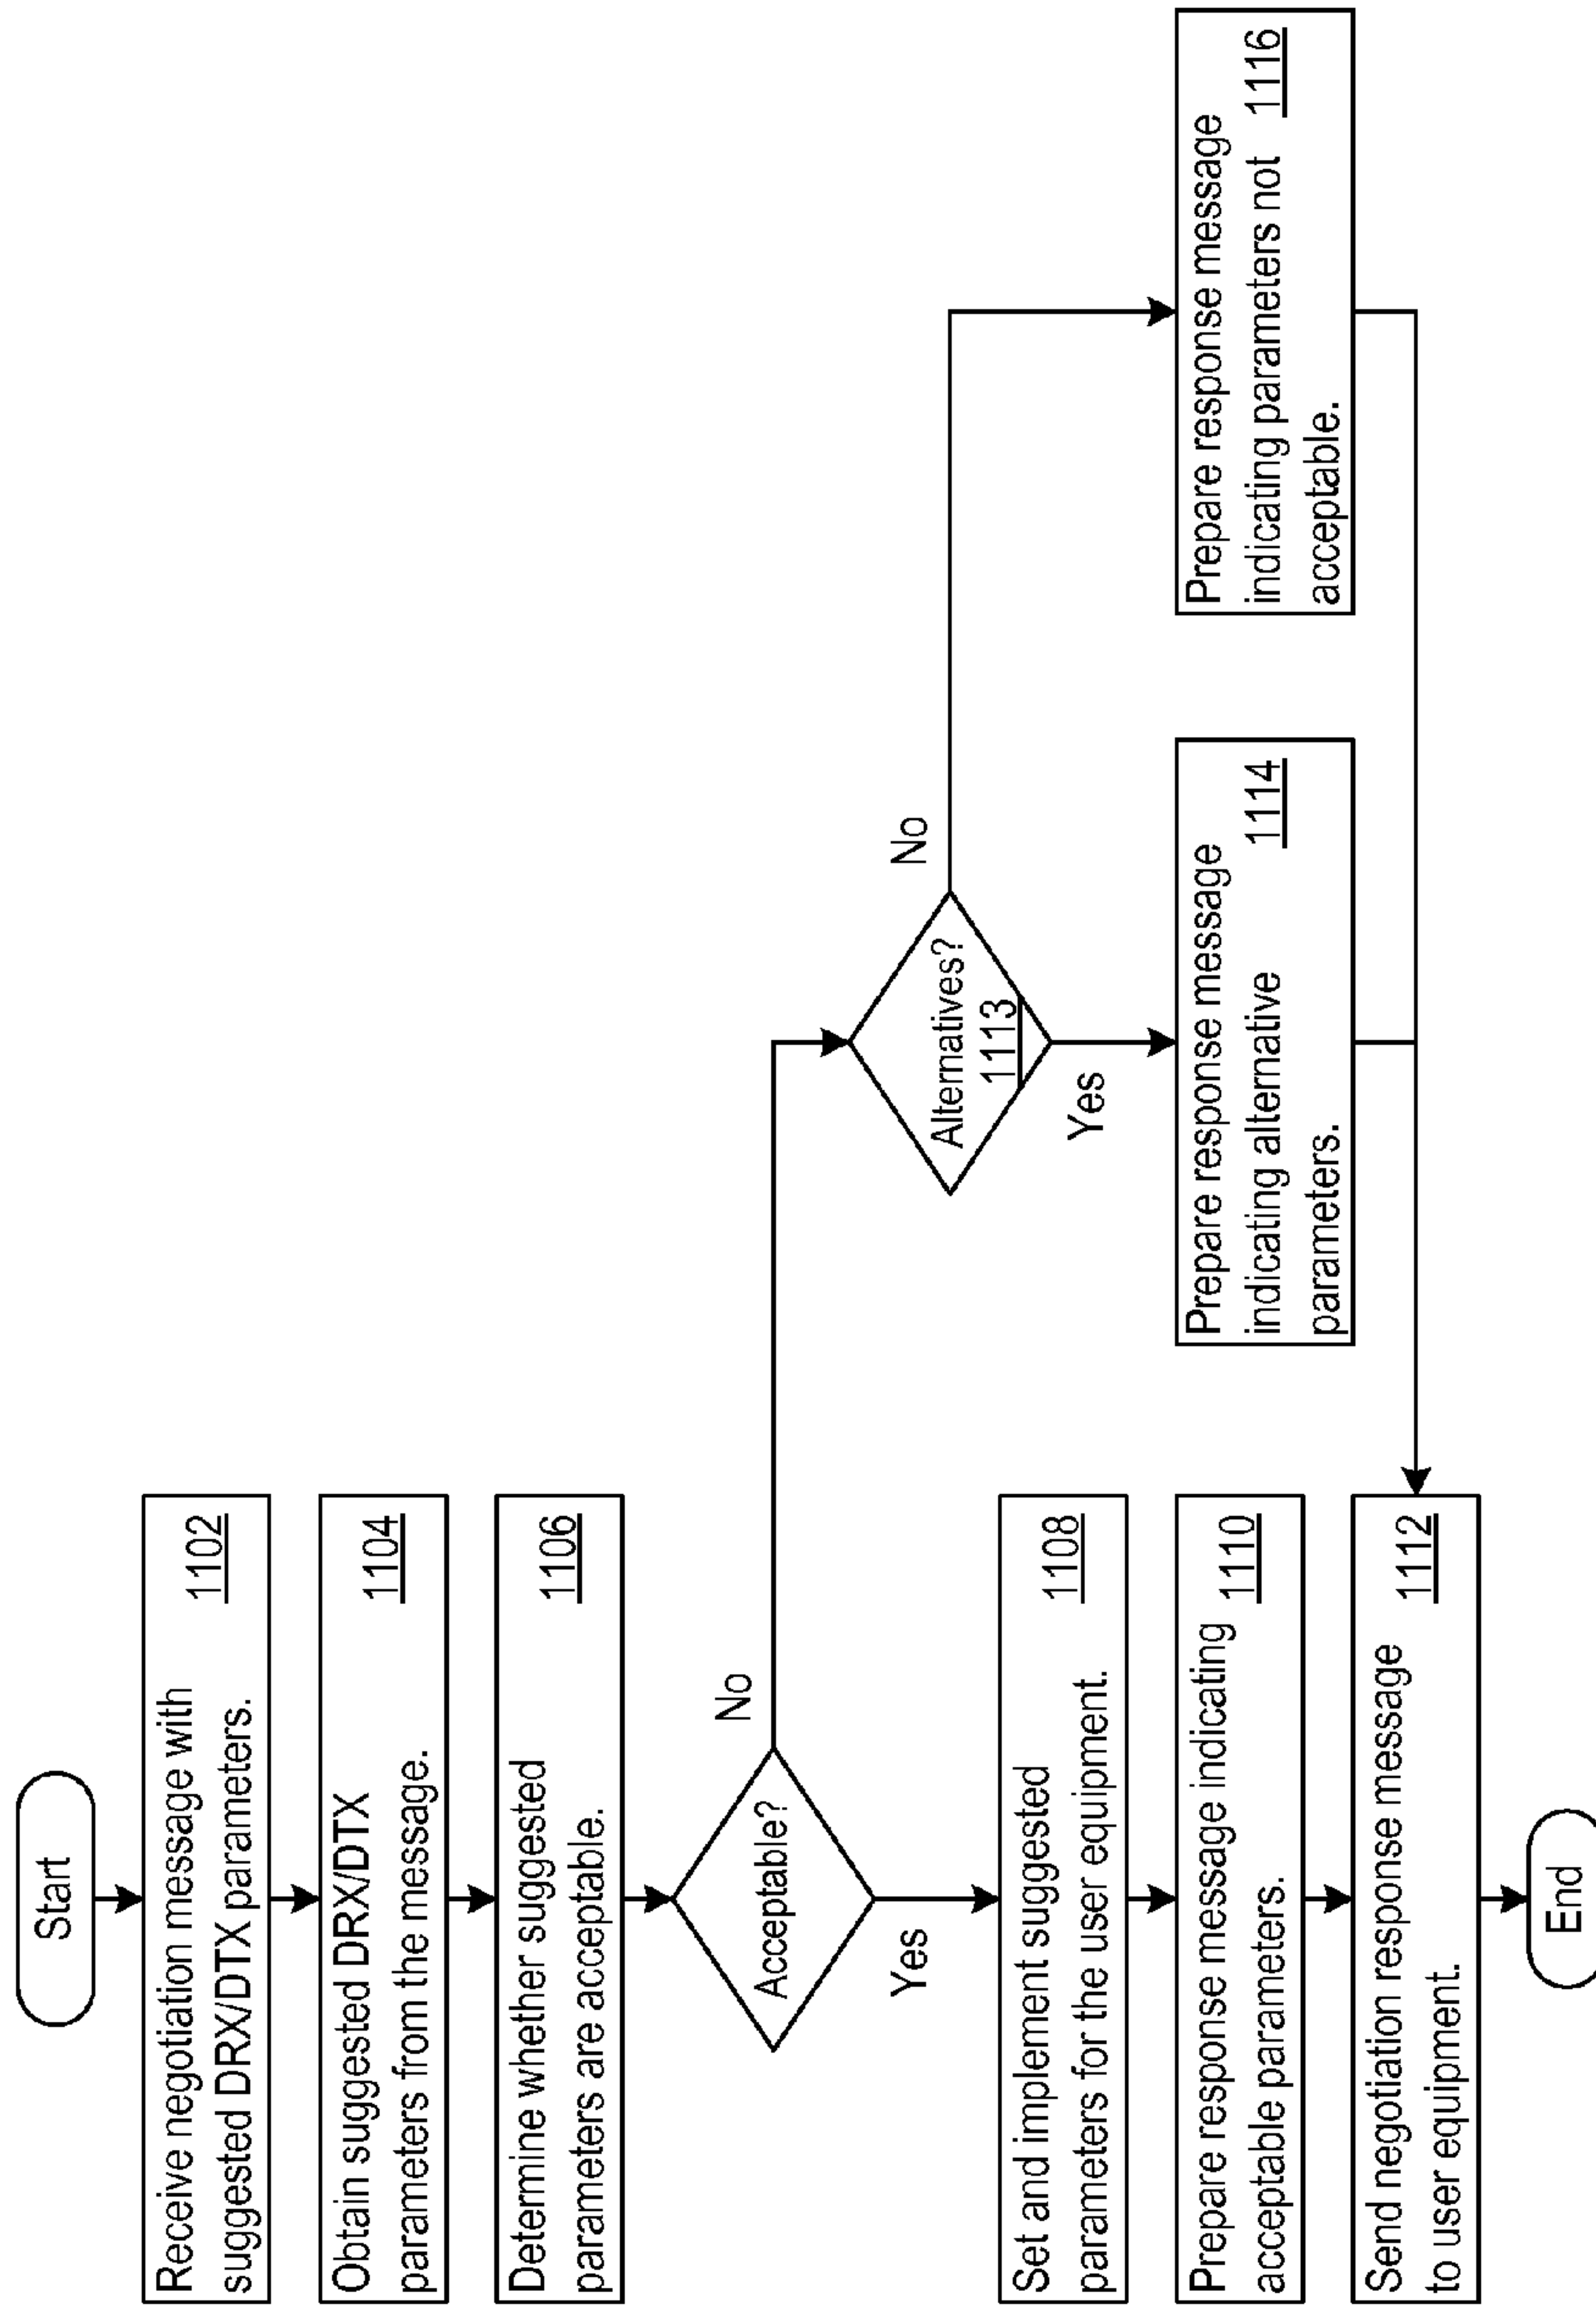 Start
Receive negotiation message with
suggested DRX/DTX parameters. 1102
Obtain suggested DRX/DTX
parameters from the message. 1104
Determine whether suggested
parameters are acceptable. 1106
Acceptable?
No
Yes
Alternatives?
1113
No
Yes
Set and implement suggested
parameters for the user equipment. 1108
Prepare response message indicating
acceptable parameters. 1110
Prepare response message
indicating alternative 1114
parameters.
Prepare response message
indicating parameters not 1116
acceptable.
Send negotiation response message
to user equipment. 1112
End